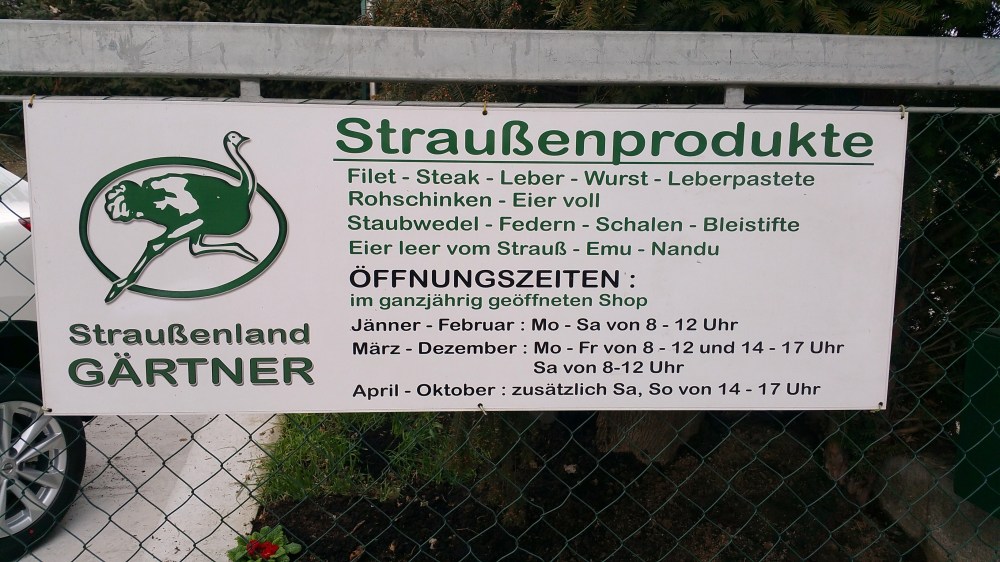 Straußenprodukte
Filet - Steak - Leber - Wurst - Leberpastete
Rohschinken - Eier voll
Staubwedel - Federn - Schalen - Bleistifte
Eier leer vom Strauß - Emu - Nandu
ÖFFNUNGSZEITEN :
im ganzjährig geöffneten Shop
Jänner - Februar : Mo - Sa von 8 - 12 Uhr
März - Dezember : Mo - Fr von 8 - 12 und 14 - 17 Uhr
Sa von 8-12 Uhr
April - Oktober : zusätzlich Sa, So von 14 - 17 Uhr
Straußenland
GÄRTNER